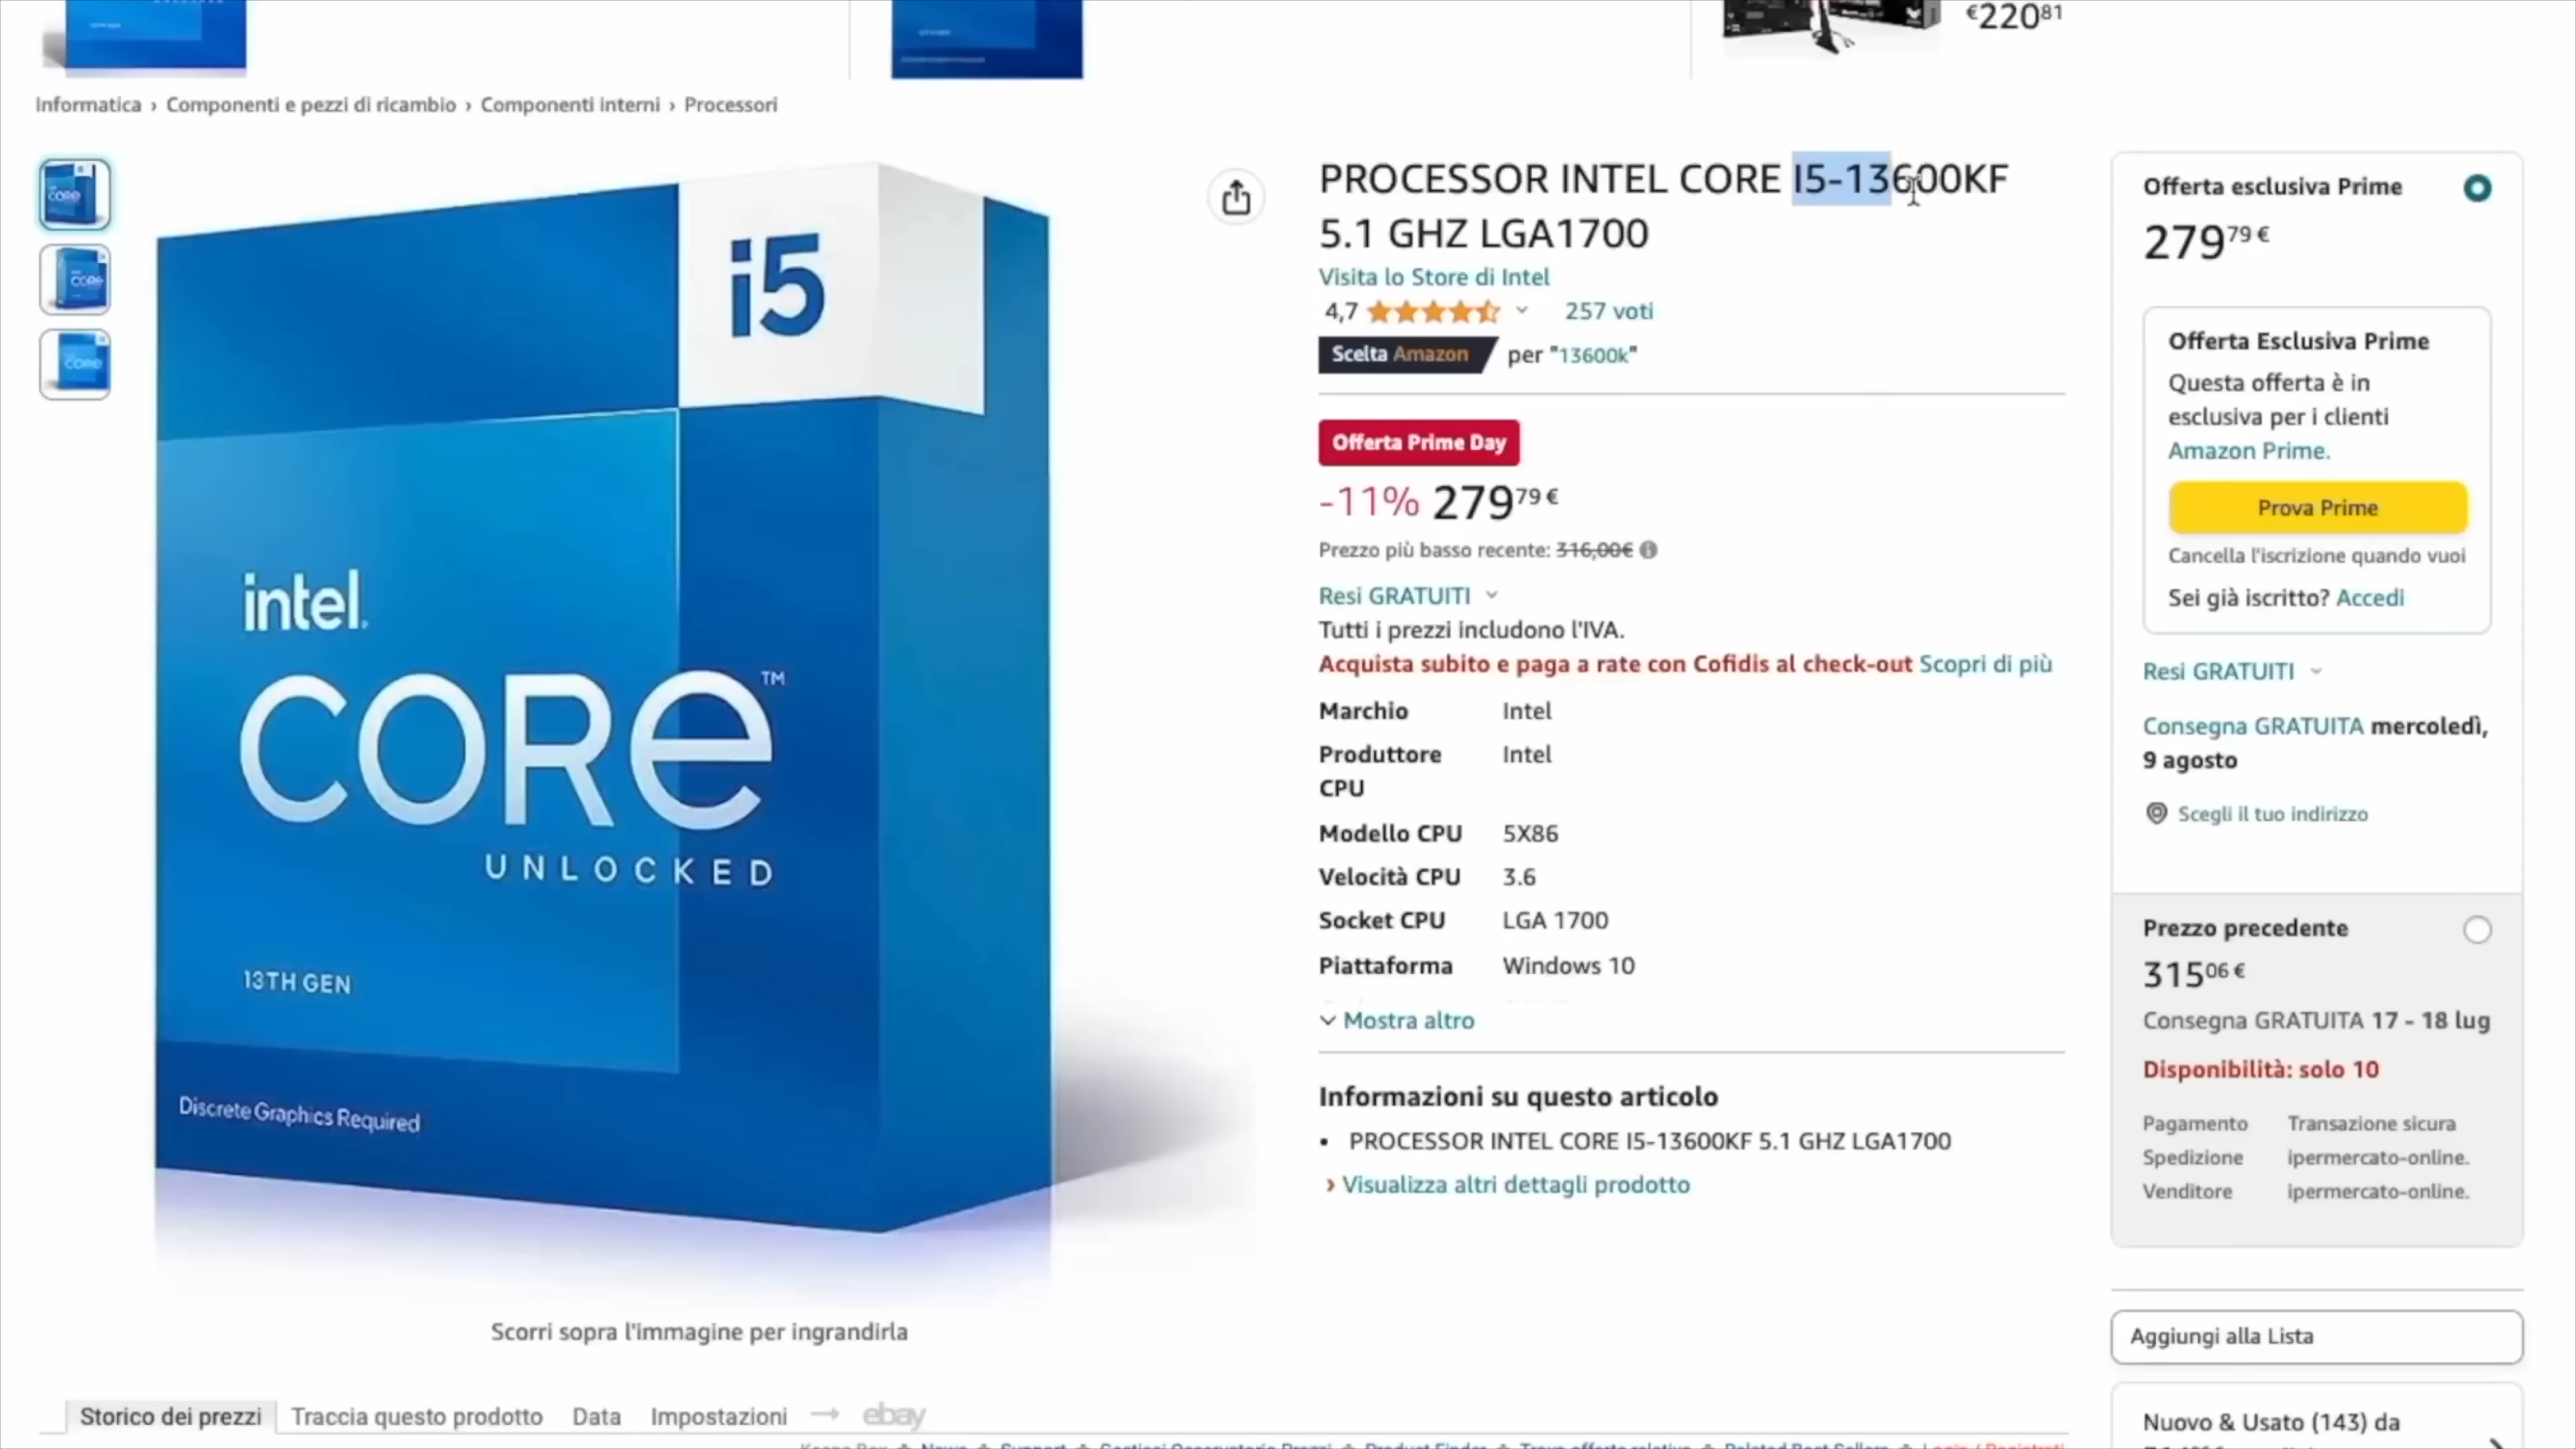 €220 81
Informatica › Componenti e pezzi di ricambio › Componenti interni › Processori
i5
intel.
CORE™
UNLOCKED
13TH GEN
Discrete Graphics Required
Scorri sopra l'immagine per ingrandirla
PROCESSOR INTEL CORE I5-13600KF
5.1 GHZ LGA1700
Visita lo Store di Intel
4,7 257 voti
Scelta Amazon per "13600k"
Offerta Prime Day
-11% 279 79 €
Prezzo più basso recente: 316,00€
Resi GRATUITI
Tutti i prezzi includono l'IVA.
Acquista subito e paga a rate con Cofidis al check-out Scopri di più
Marchio Intel
Produttore Intel
CPU
Modello CPU 5X86
Velocità CPU 3.6
Socket CPU LGA 1700
Piattaforma Windows 10
Mostra altro
Informazioni su questo articolo
• PROCESSOR INTEL CORE I5-13600KF 5.1 GHZ LGA1700
› Visualizza altri dettagli prodotto
Offerta esclusiva Prime
279 79 €
Offerta Esclusiva Prime
Questa offerta è in
esclusiva per i clienti
Amazon Prime.
Prova Prime
Cancella l'iscrizione quando vuoi
Sei già iscritto? Accedi
Resi GRATUITI
Consegna GRATUITA mercoledì,
9 agosto
Scegli il tuo indirizzo
Prezzo precedente
315 06 €
Consegna GRATUITA 17 - 18 lug
Disponibilità: solo 10
Pagamento Transazione sicura
Spedizione ipermercato-online.
Venditore ipermercato-online.
Aggiungi alla Lista
Nuovo & Usato (143) da
Storico dei prezzi Traccia questo prodotto Data Impostazioni → ebay